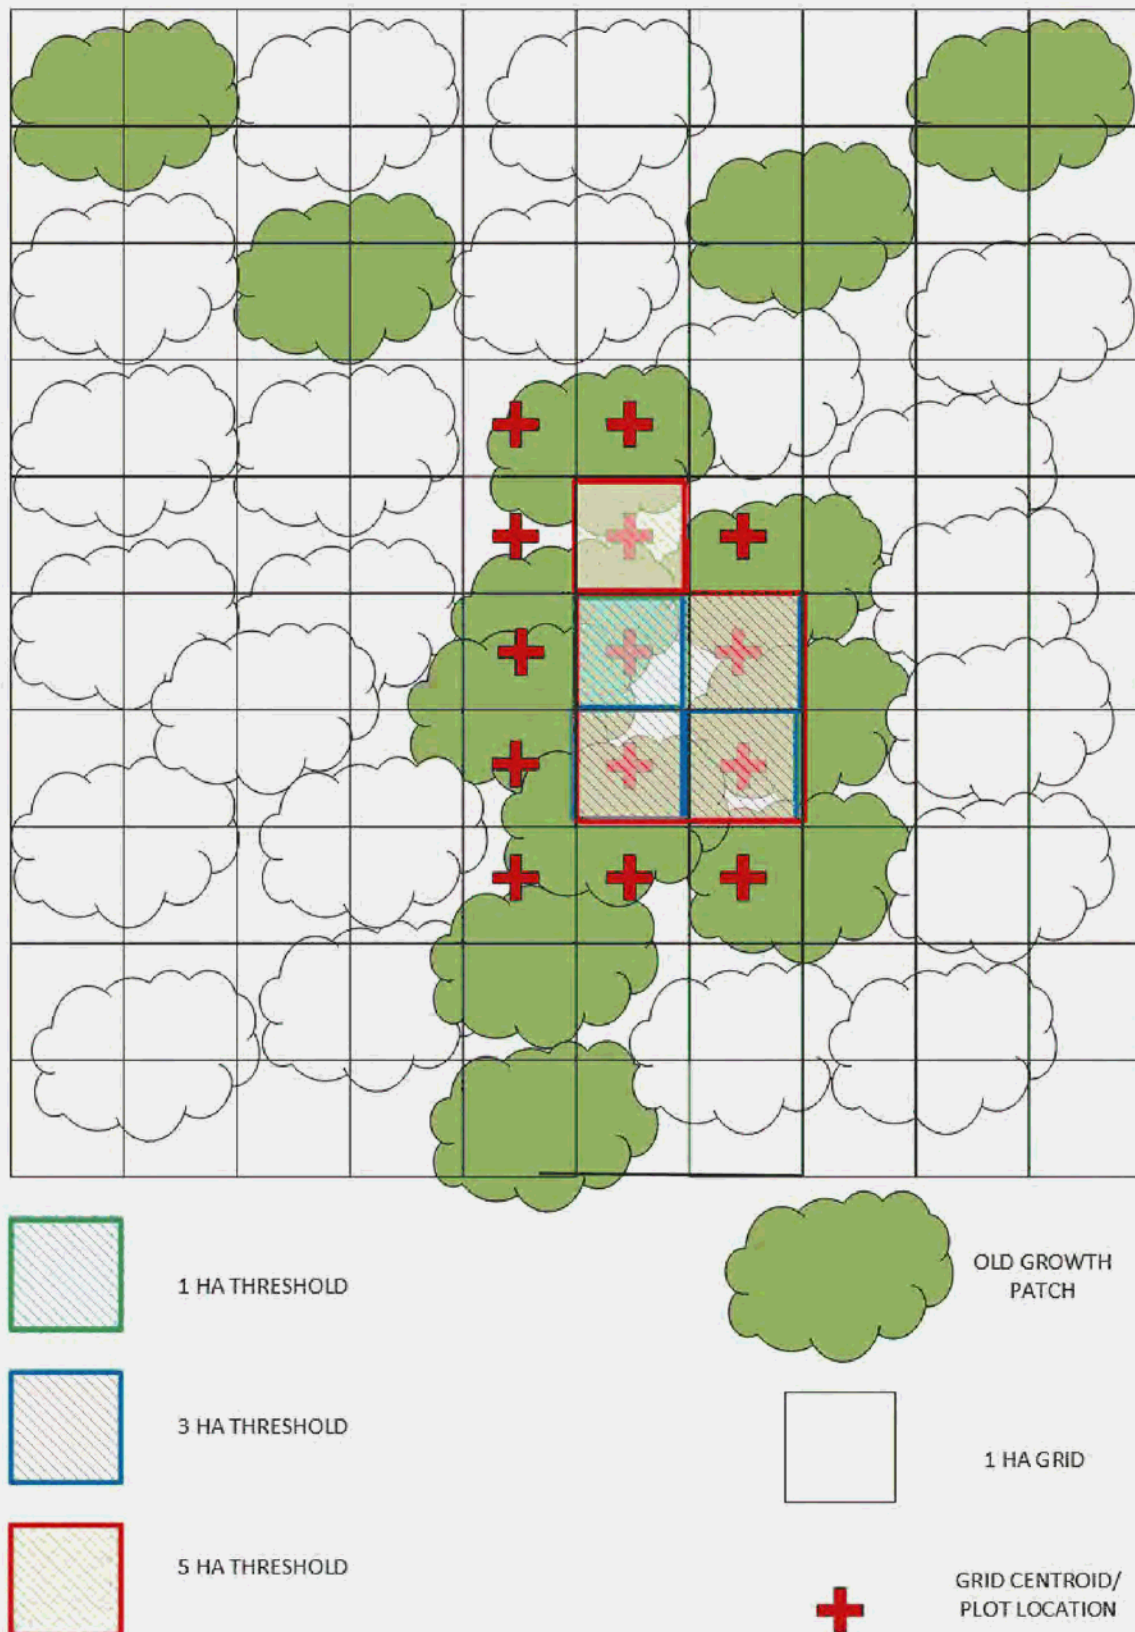 1 HA THRESHOLD
3 HA THRESHOLD
5 HA THRESHOLD
OLD GROWTH
PATCH
1 HA GRID
GRID CENTROID/
PLOT LOCATION